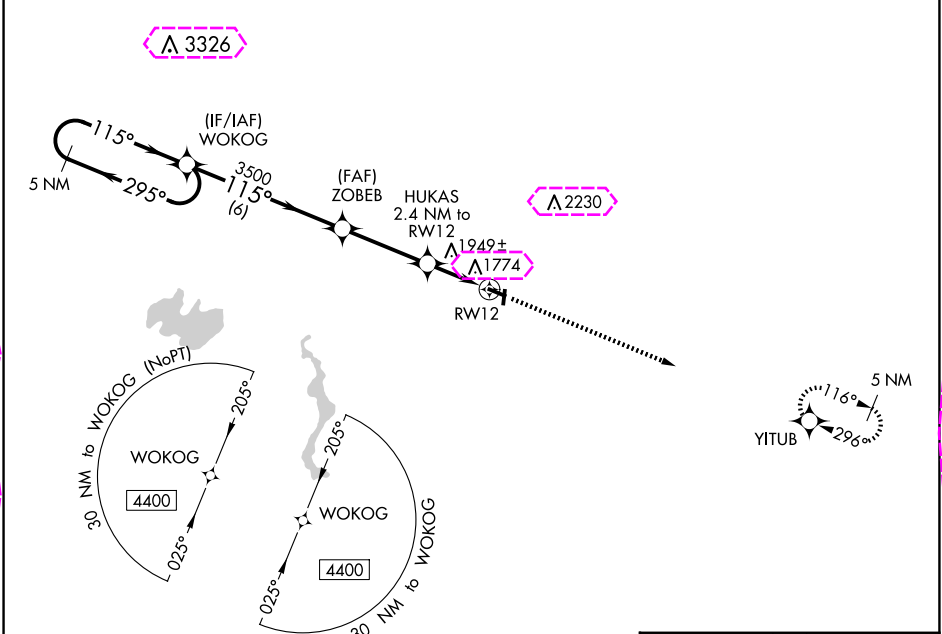 3326
(IF/IAF)
WOKOG
115°
5 NM
295°
3500
115°
(6)
(FAF)
ZOBEB
HUKAS
2.4 NM to
RW12
2230
1949±
1774
RW12
5 NM
116°
296°
YITUB
30 NM to WOKOG (NoPT)
205°
WOKOG
4400
025°
205°
WOKOG
4400
025°
30 NM to WOKOG